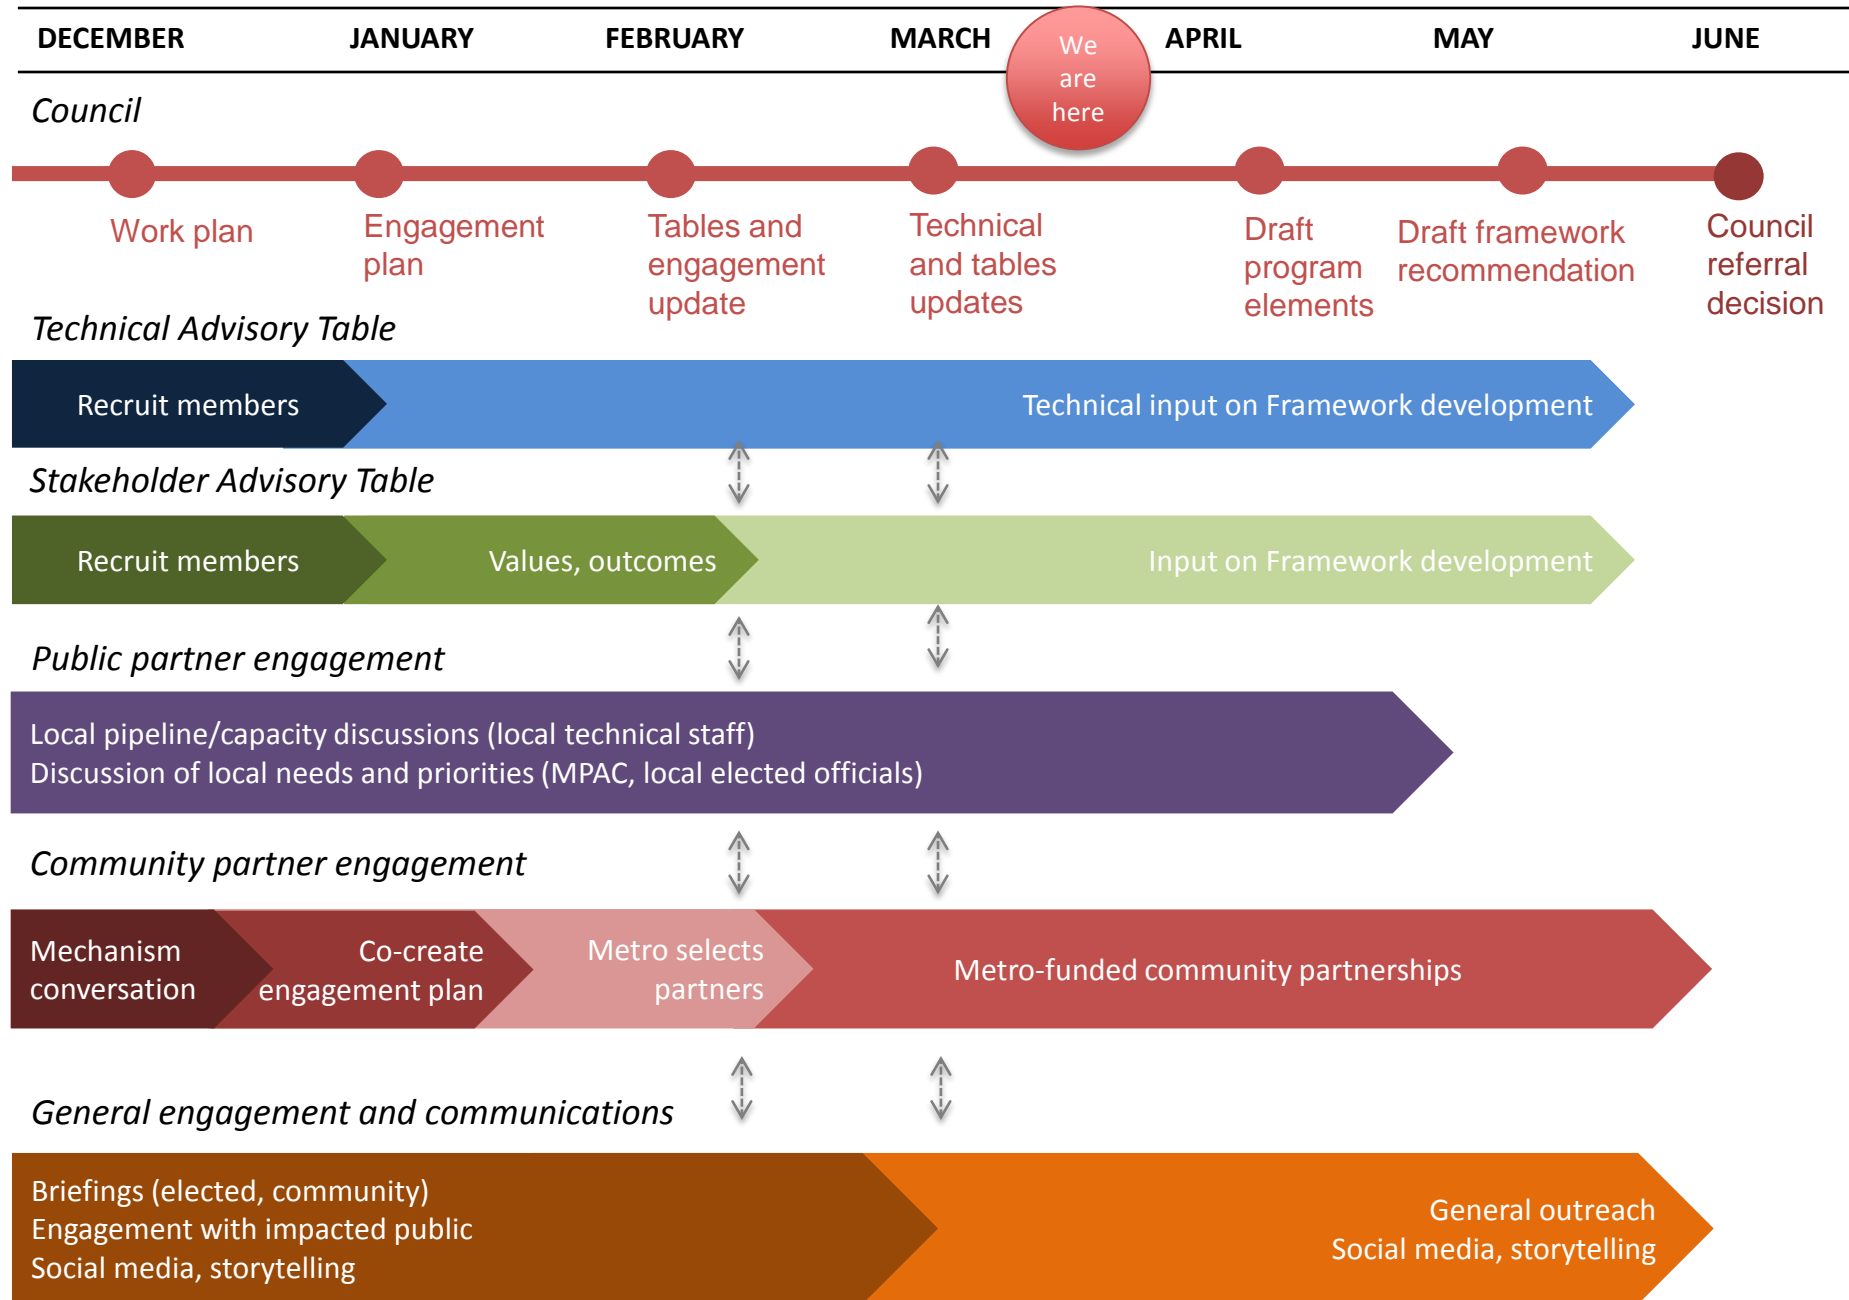 DECEMBER JANUARY FEBRUARY MARCH APRIL MAY JUNE
We
are
here
Council
Work plan
Engagement
plan
Tables and
engagement
update
Technical
and tables
updates
Draft
program
elements
Draft framework
recommendation
Council
referral
decision
Technical Advisory Table
Recruit members
Technical input on Framework development
Stakeholder Advisory Table
Recruit members
Values, outcomes
Input on Framework development
Public partner engagement
Local pipeline/capacity discussions (local technical staff)
Discussion of local needs and priorities (MPAC, local elected officials)
Community partner engagement
Mechanism
conversation
Co-create
engagement plan
Metro selects
partners
Metro-funded community partnerships
General engagement and communications
Briefings (elected, community)
Engagement with impacted public
Social media, storytelling
General outreach
Social media, storytelling